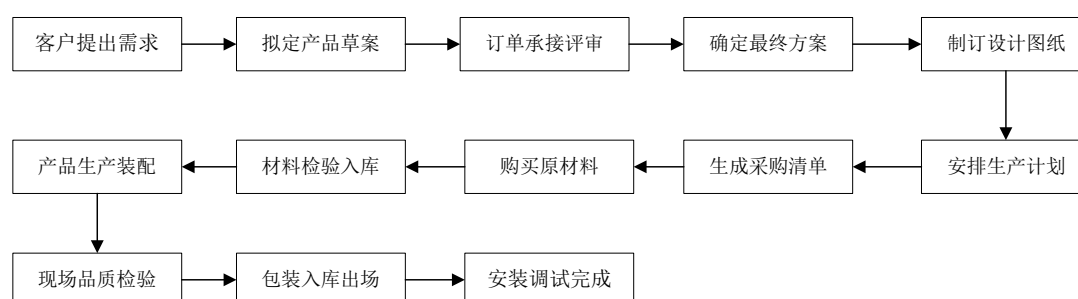 客户提出需求
拟定产品草案
订单承接评审
确定最终方案
制订设计图纸
安排生产计划
生成采购清单
购买原材料
材料检验入库
产品生产装配
现场品质检验
包装入库出场
安装调试完成